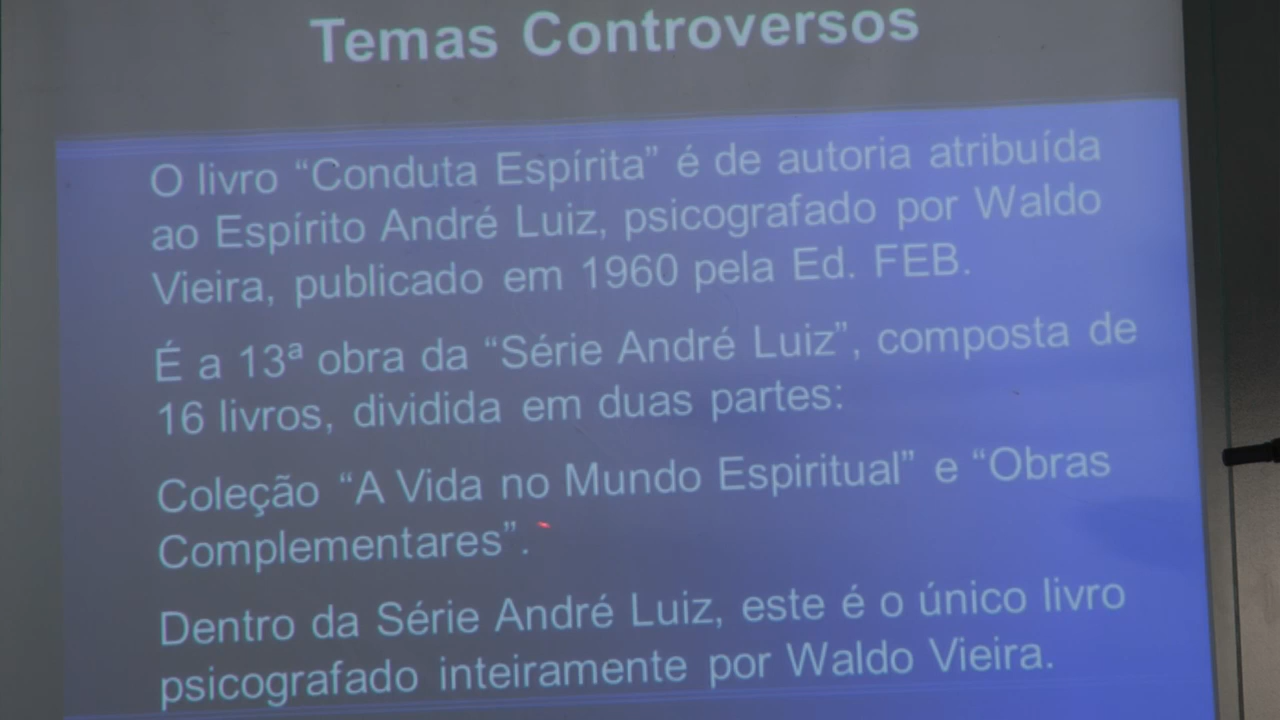 Temas Controversos
O livro “Conduta Espírita” é de autoria atribuída
ao Espírito André Luiz, psicografado por Waldo
Vieira, publicado em 1960 pela Ed. FEB.
É a 13ª obra da “Série André Luiz”, composta de
16 livros, dividida em duas partes:
Coleção “A Vida no Mundo Espiritual” e “Obras
Complementares”.
Dentro da Série André Luiz, este é o único livro
psicografado inteiramente por Waldo Vieira.